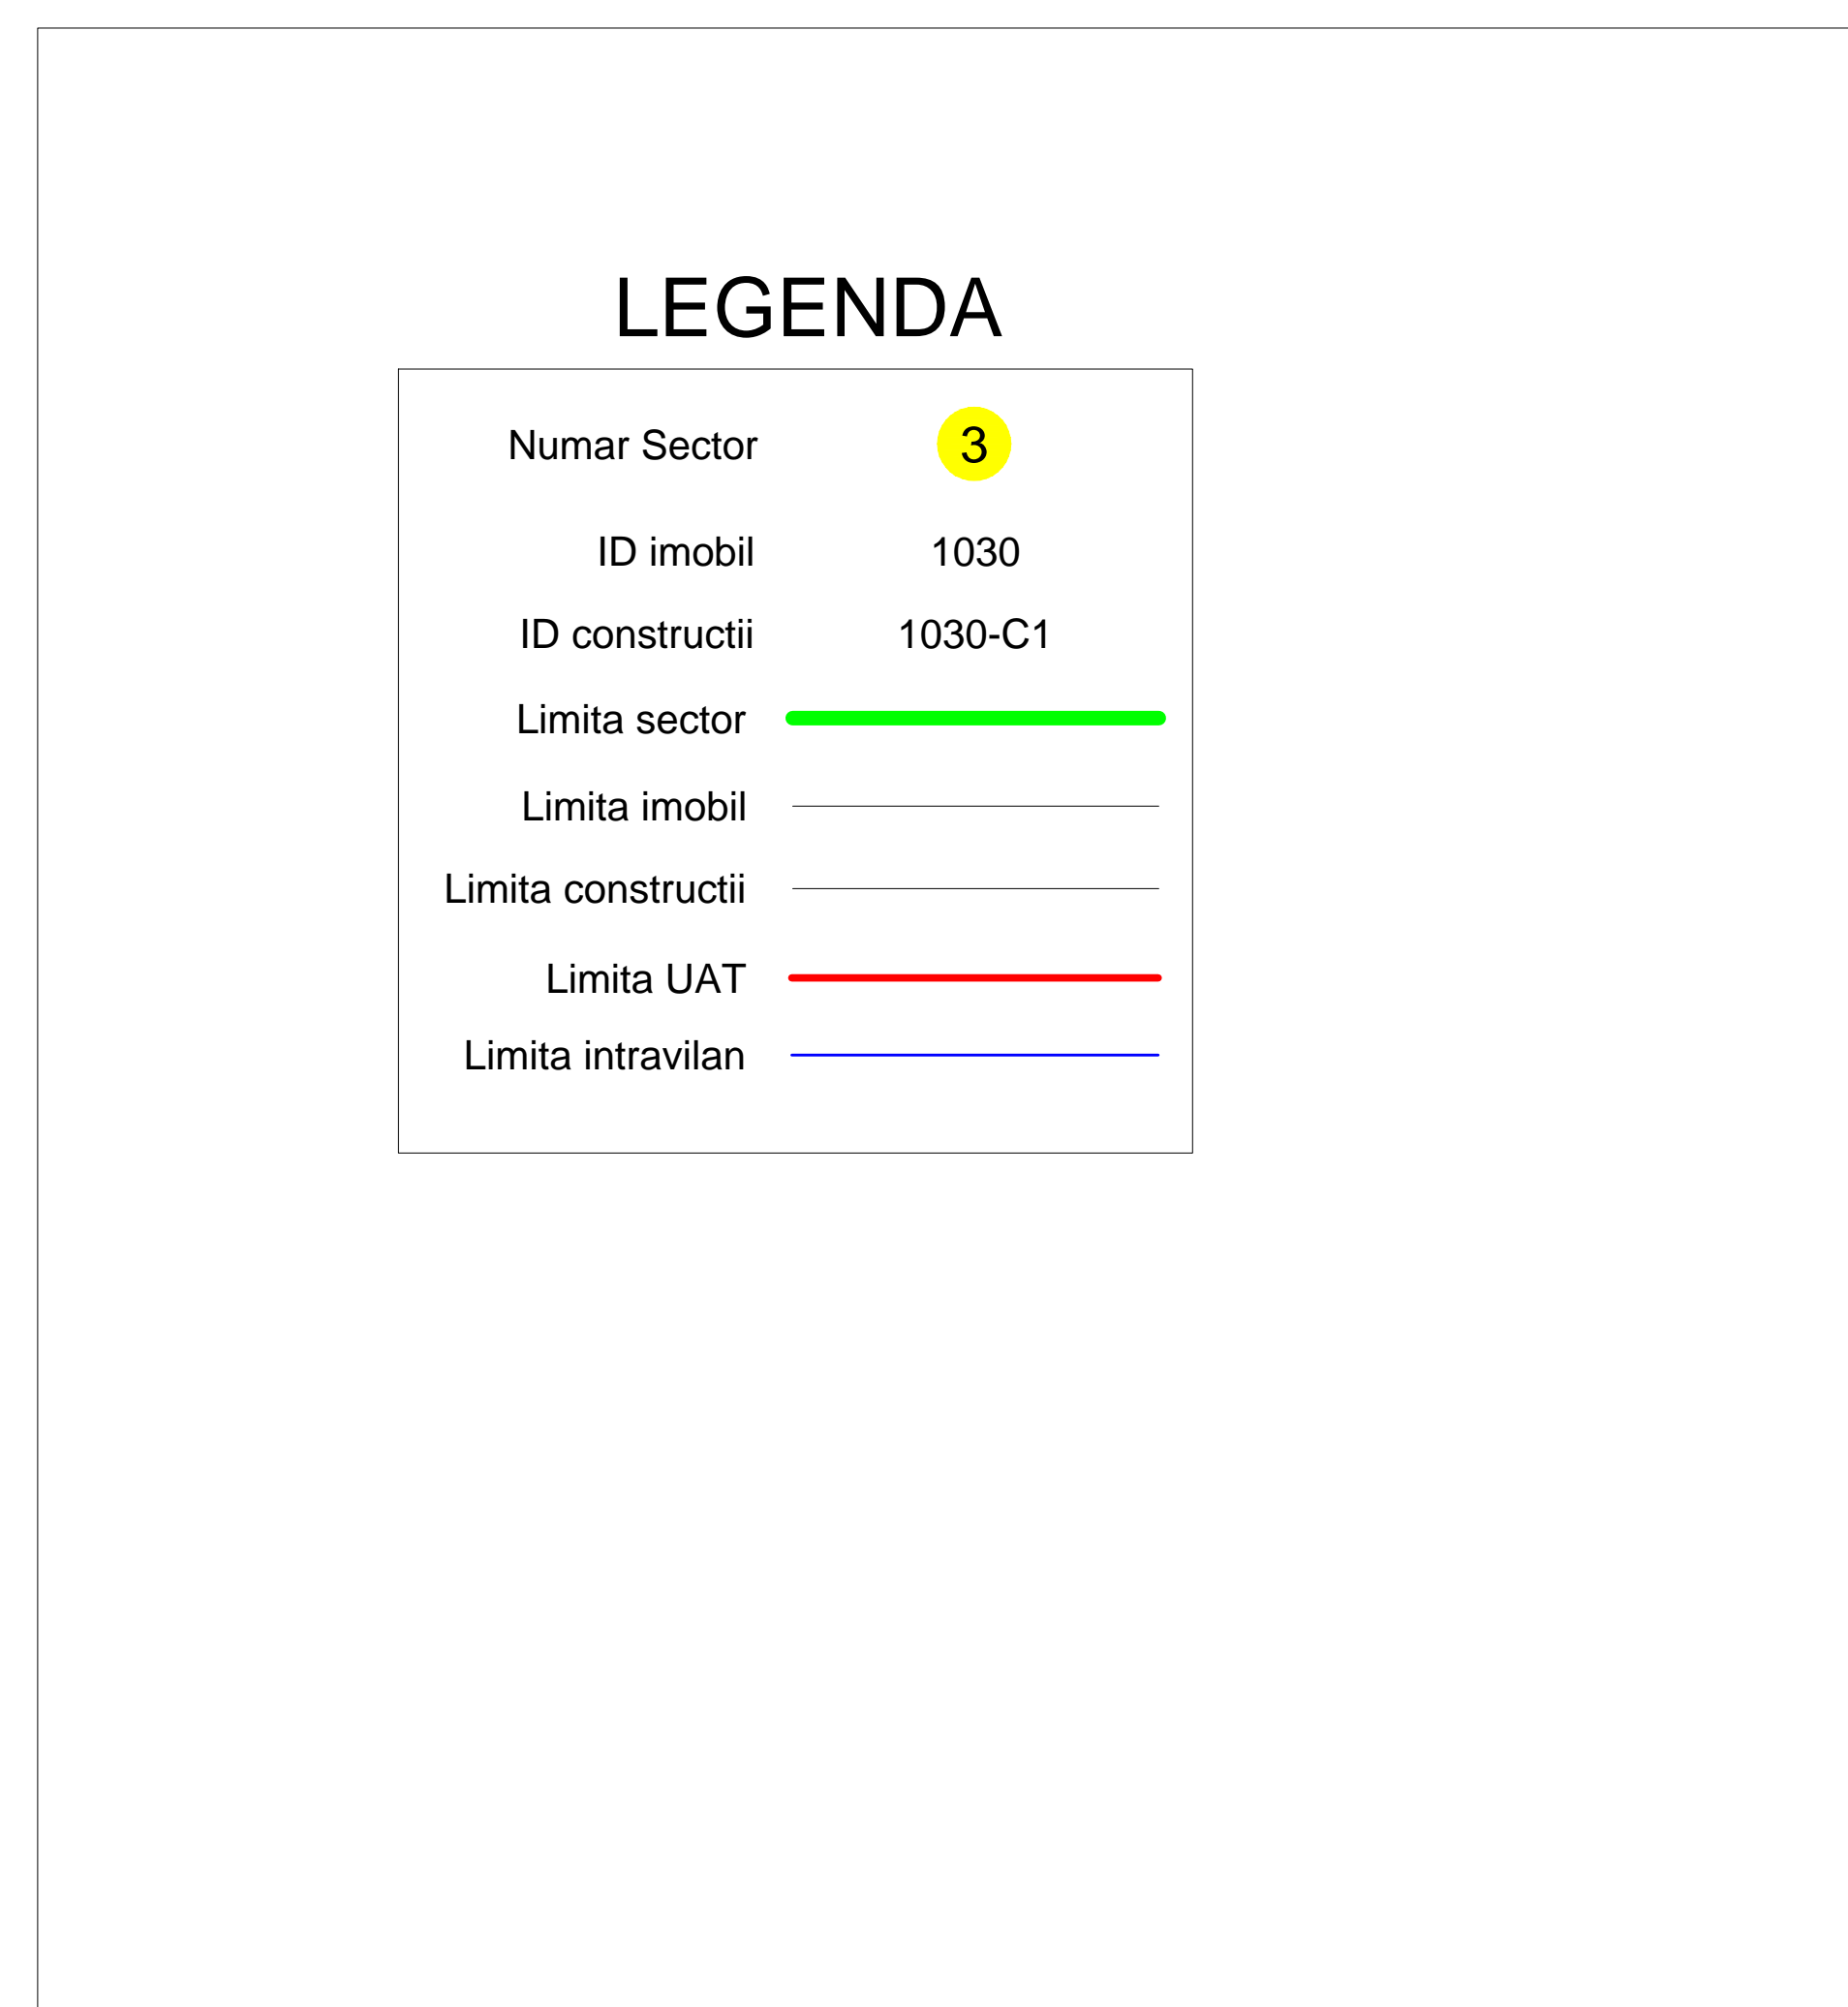 LEGENDA
Numar Sector 3
ID imobil 1030
ID constructii 1030-C1
Limita sector
Limita imobil
Limita constructii
Limita UAT
Limita intravilan